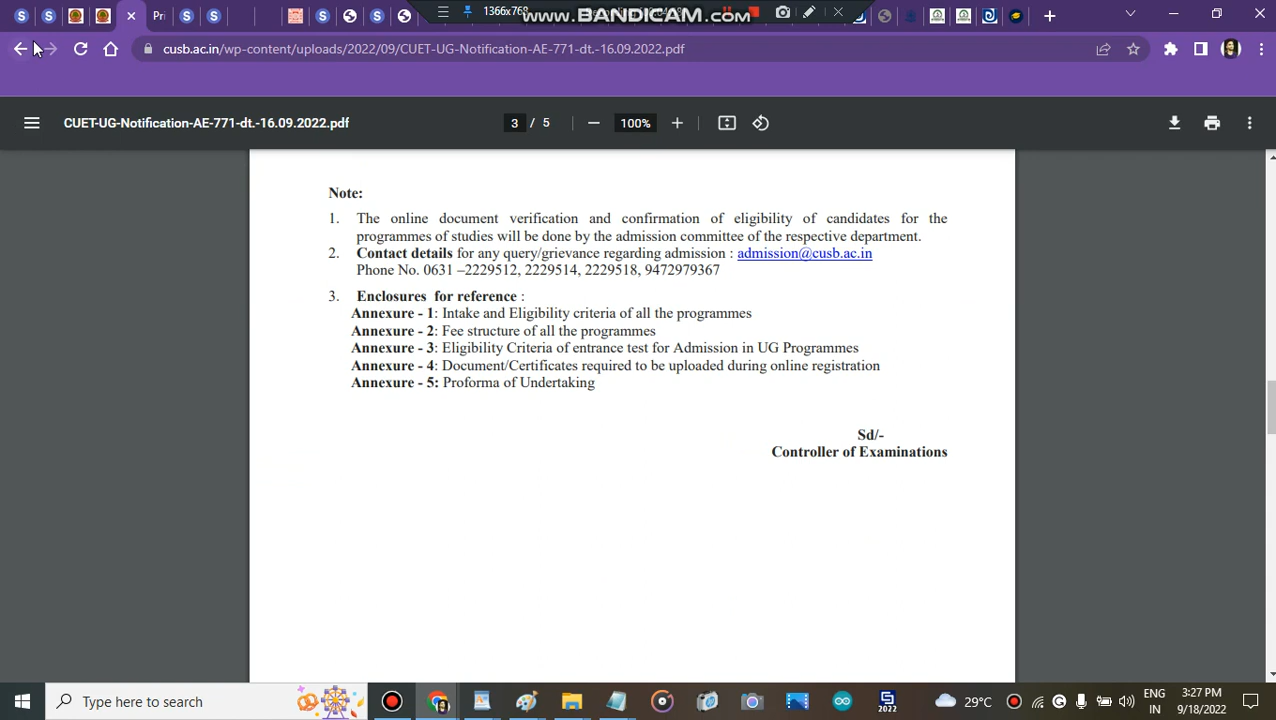 1366x768
www.BANDICAM.com
Pri
cusb.ac.in/wp-content/uploads/2022/09/CUET-UG-Notification-AE-771-dt.-16.09.2022.pdf
CUET-UG-Notification-AE-771-dt.-16.09.2022.pdf
3 / 5
100%
Note:
1. The online document verification and confirmation of eligibility of candidates for the
programmes of studies will be done by the admission committee of the respective department.
2. Contact details for any query/grievance regarding admission : admission@cusb.ac.in
Phone No. 0631 –2229512, 2229514, 2229518, 9472979367
3. Enclosures for reference :
Annexure - 1: Intake and Eligibility criteria of all the programmes
Annexure - 2: Fee structure of all the programmes
Annexure - 3: Eligibility Criteria of entrance test for Admission in UG Programmes
Annexure - 4: Document/Certificates required to be uploaded during online registration
Annexure - 5: Proforma of Undertaking
Sd/-
Controller of Examinations
Type here to search
2022
29°C
ENG
IN
3:27 PM
9/18/2022